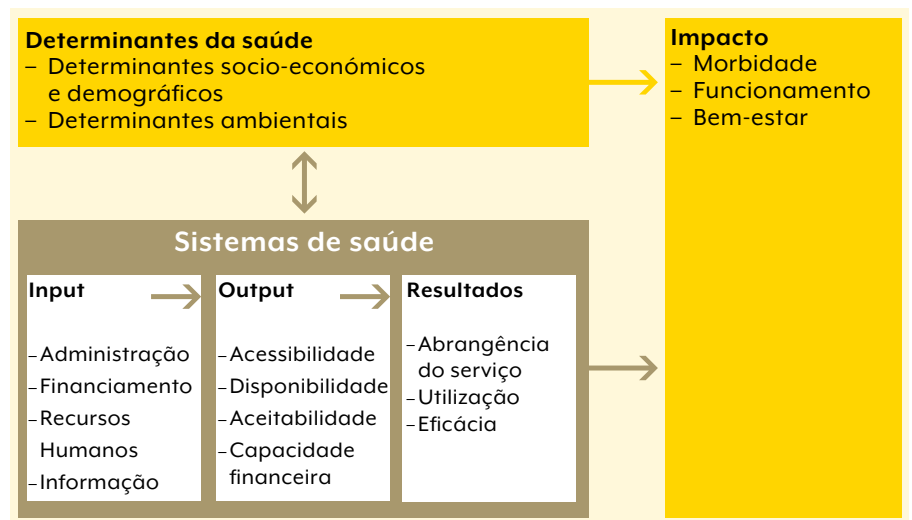 Determinantes da saúde
– Determinantes socio-económicos
e demográficos
– Determinantes ambientais
Impacto
– Morbidade
– Funcionamento
– Bem-estar
Sistemas de saúde
Input
– Administração
– Financiamento
– Recursos
Humanos
– Informação
Output
– Acessibilidade
– Disponibilidade
– Aceitabilidade
– Capacidade
financeira
Resultados
– Abrangência
do serviço
– Utilização
– Eficácia